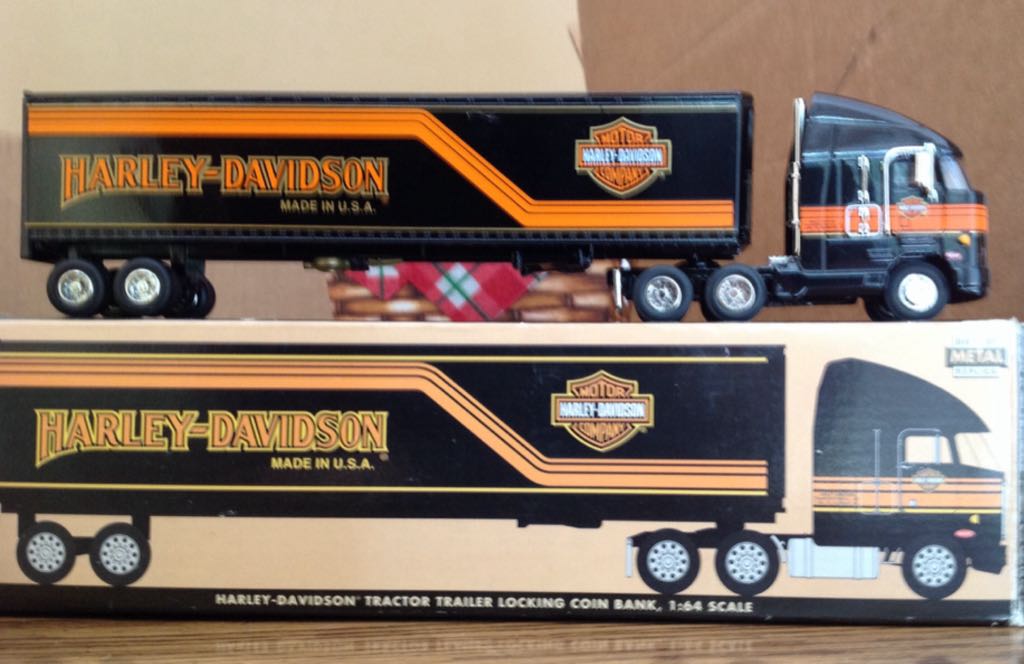 HARLEY-DAVIDSON
MADE IN U.S.A.
MOTOR
HARLEY-DAVIDSON
COMPANY
HARLEY-DAVIDSON
MADE IN U.S.A.
MOTOR
HARLEY-DAVIDSON
COMPANY
METAL
REPLICA
HARLEY-DAVIDSON® TRACTOR TRAILER LOCKING COIN BANK, 1:64 SCALE